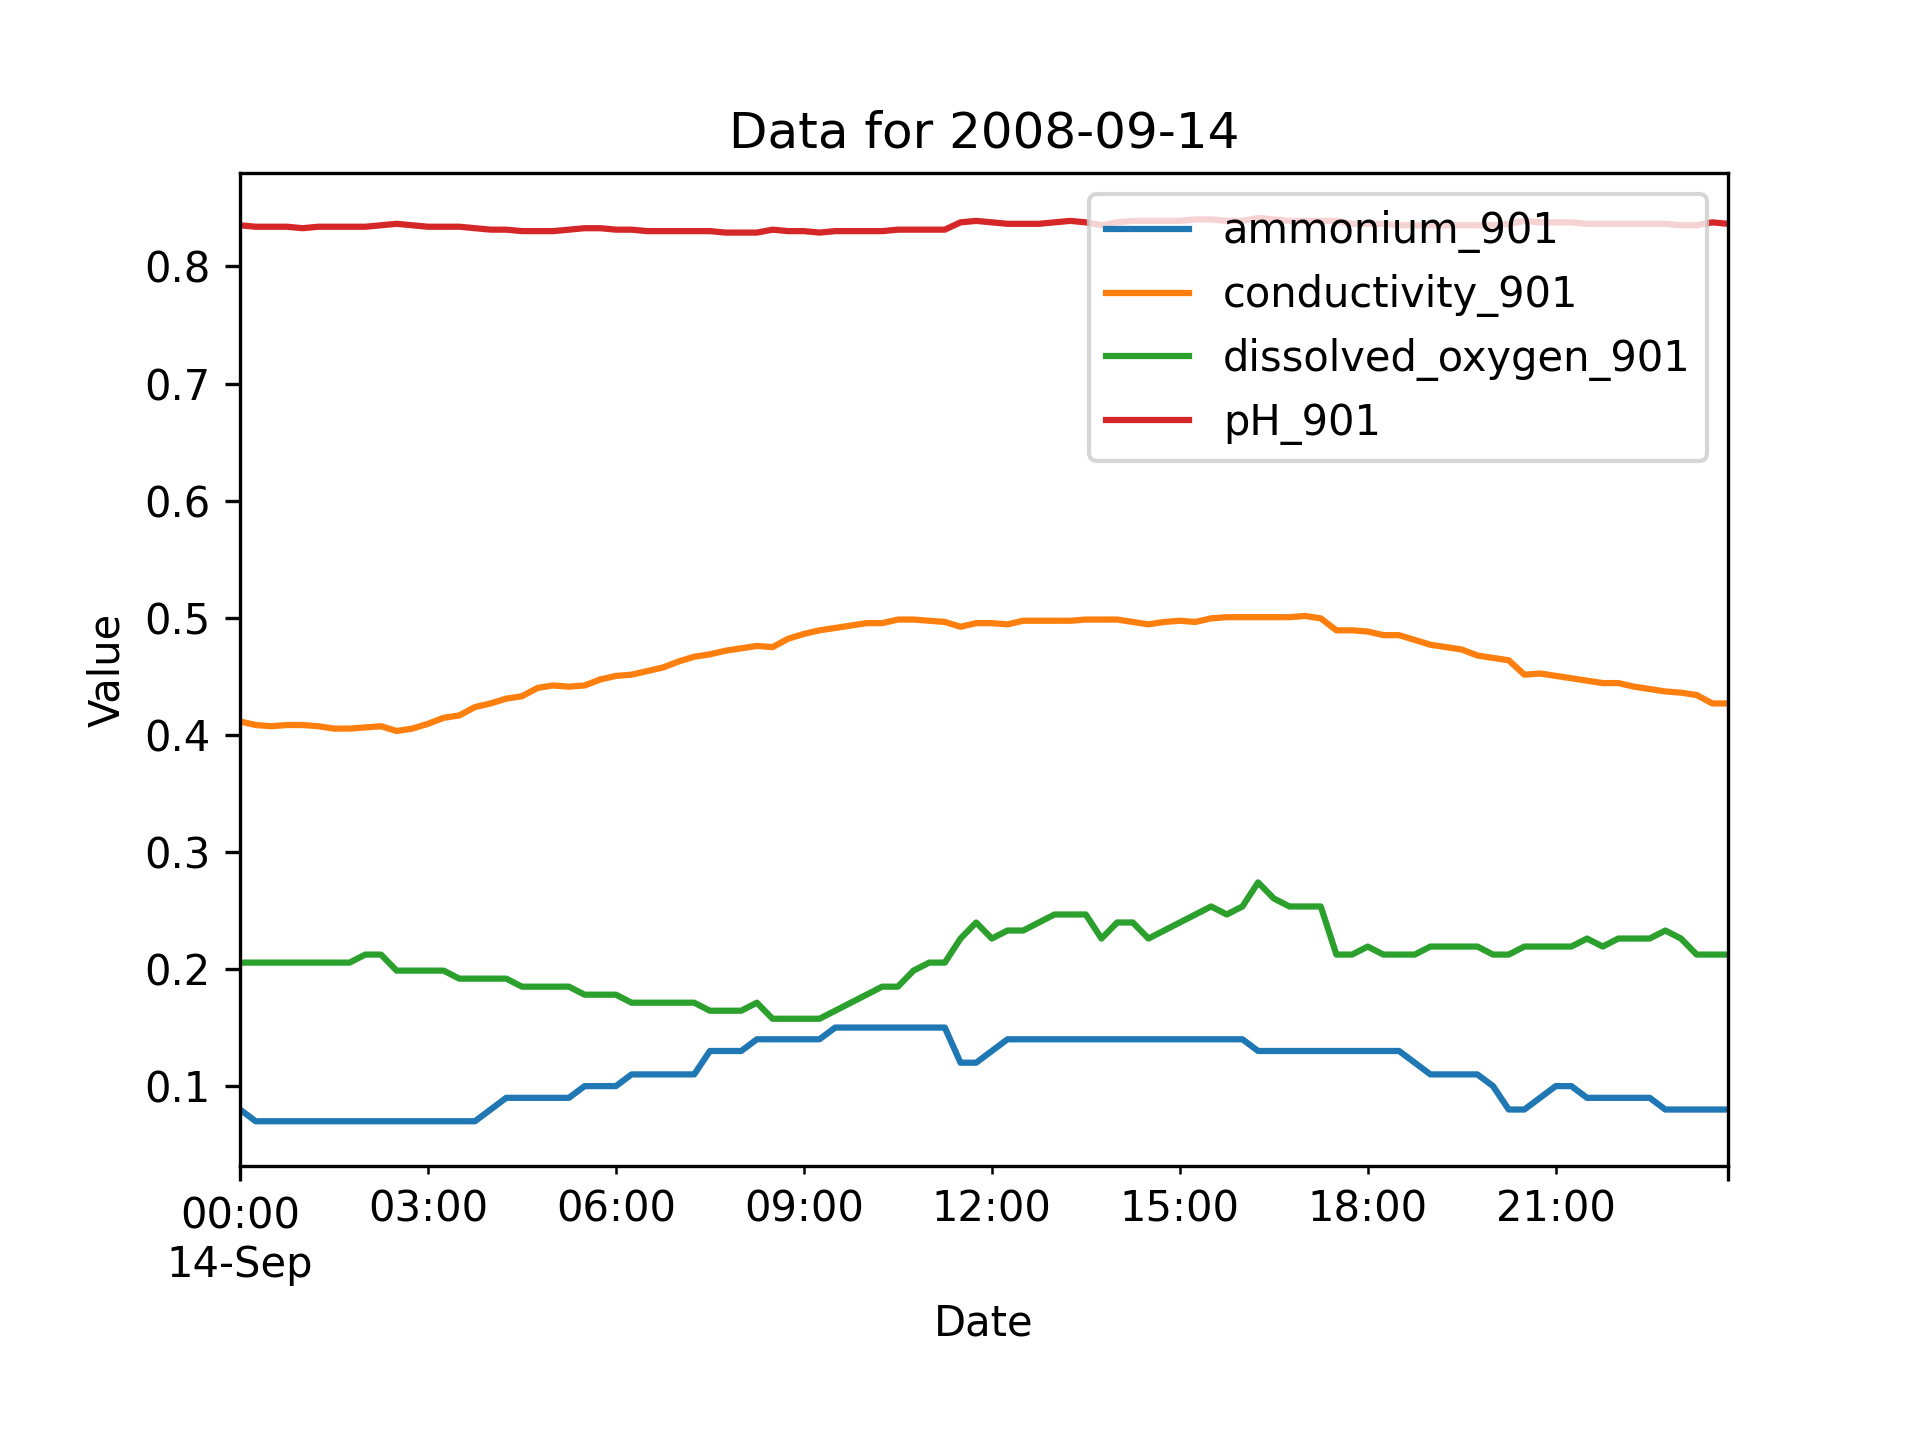 Data for 2008-09-14
ammonium_901
conductivity_901
dissolved_oxygen_901
pH_901
0.8
0.7
0.6
0.5
0.4
0.3
0.2
0.1
Value
00:00 03:00 06:00 09:00 12:00 15:00 18:00 21:00
14-Sep
Date